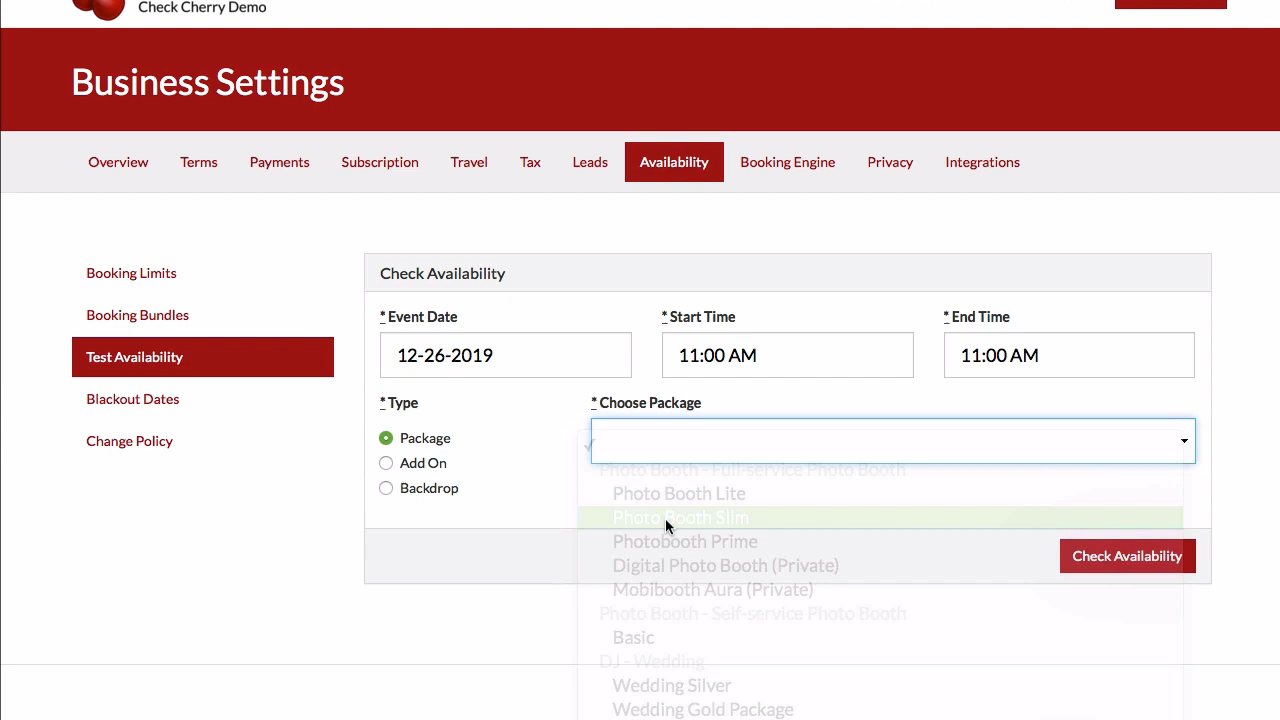 Check Cherry Demo
Business Settings
Overview Terms Payments Subscription Travel Tax Leads Availability Booking Engine Privacy Integrations
Booking Limits
Booking Bundles
Test Availability
Blackout Dates
Change Policy
Check Availability
* Event Date * Start Time * End Time
12-26-2019 11:00 AM 11:00 AM
* Type * Choose Package
Package
Add On
Backdrop
Photo Booth - Full-service Photo Booth
Photo Booth Lite
Photo Booth Slim
Photobooth Prime
Digital Photo Booth (Private)
Mobibooth Aura (Private)
Photo Booth - Self-service Photo Booth
Basic
DJ - Wedding
Wedding Silver
Wedding Gold Package
Check Availability